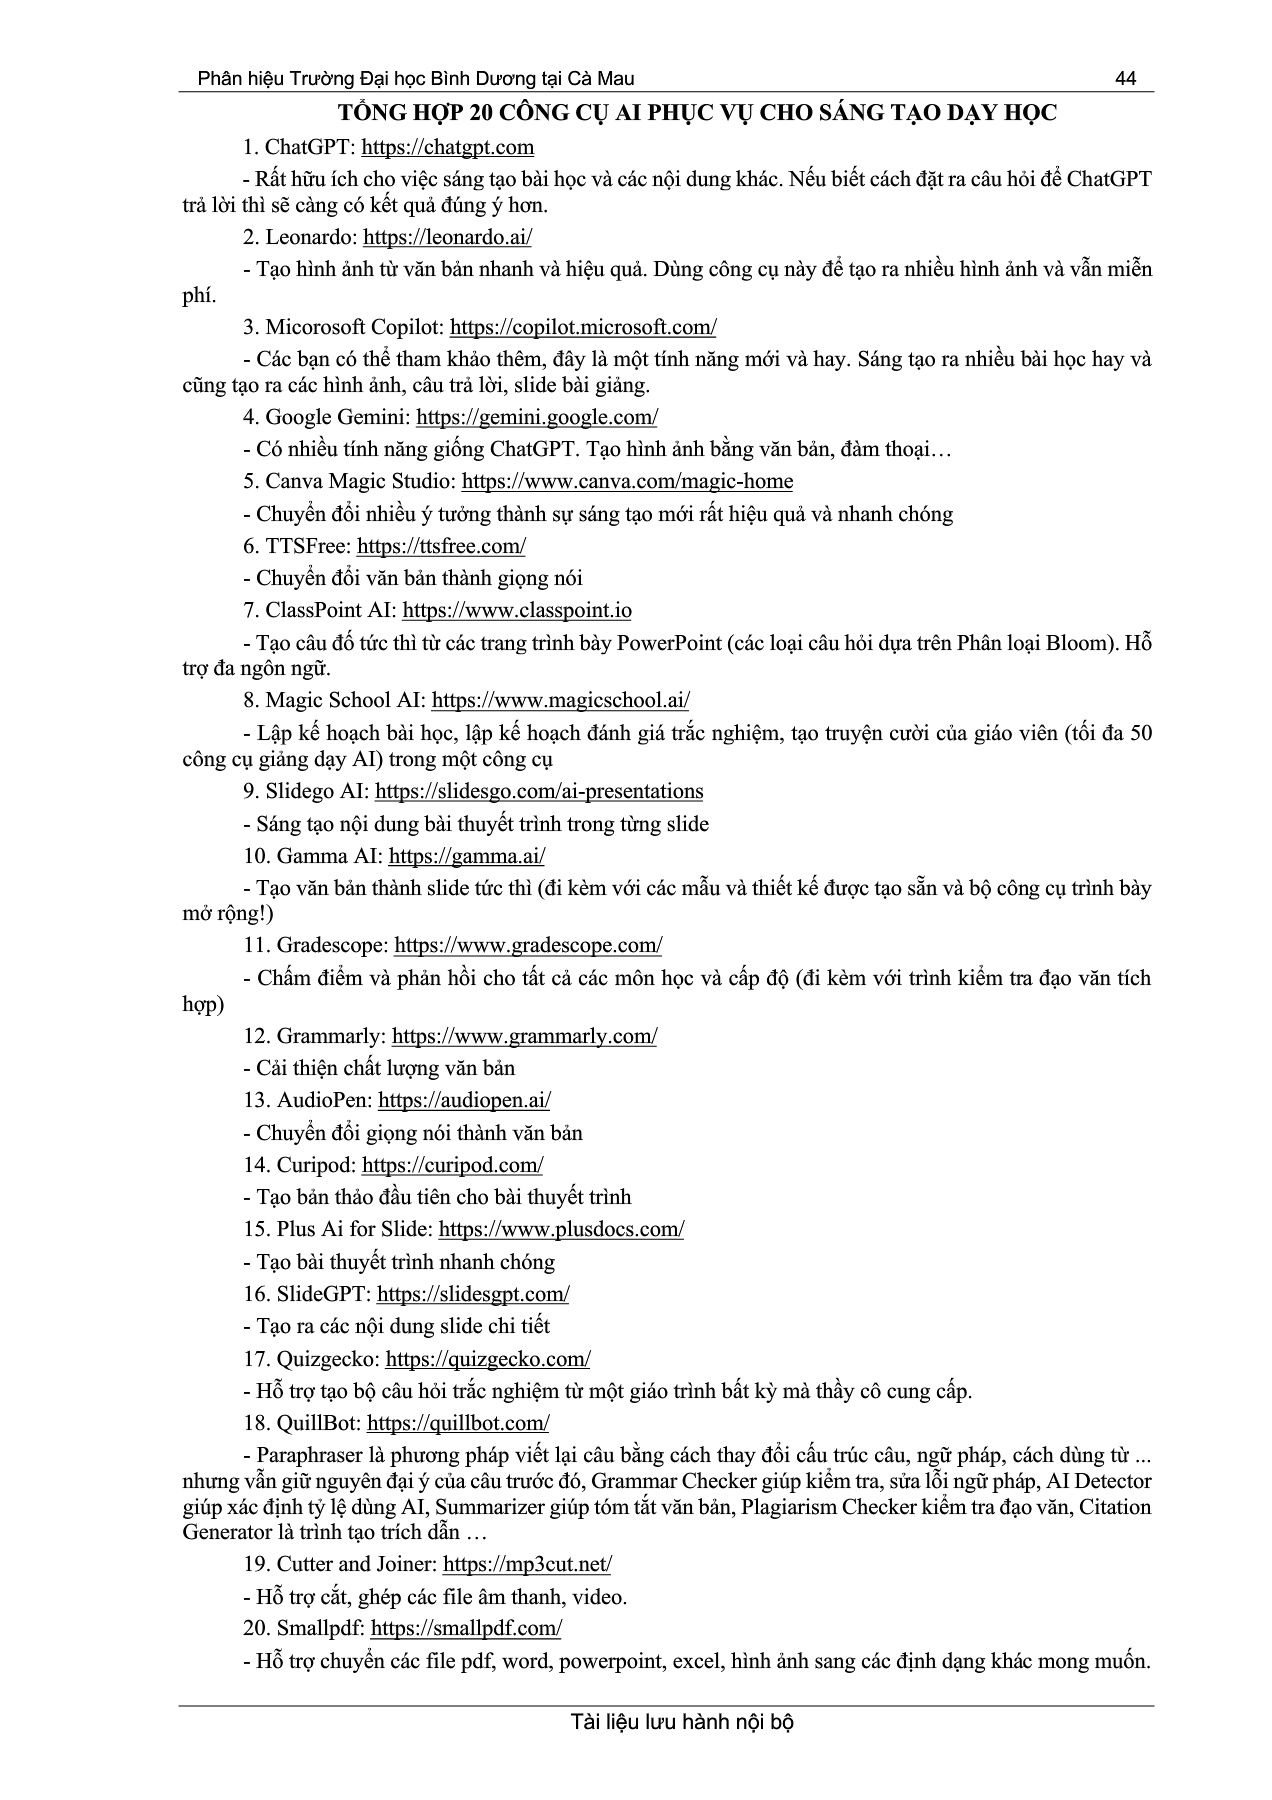 Phân hiệu Trường Đại học Bình Dương tại Cà Mau 44
TỔNG HỢP 20 CÔNG CỤ AI PHỤC VỤ CHO SÁNG TẠO DẠY HỌC
1. ChatGPT: https://chatgpt.com
- Rất hữu ích cho việc sáng tạo bài học và các nội dung khác. Nếu biết cách đặt ra câu hỏi để ChatGPT
trả lời thì sẽ càng có kết quả đúng ý hơn.
2. Leonardo: https://leonardo.ai/
- Tạo hình ảnh từ văn bản nhanh và hiệu quả. Dùng công cụ này để tạo ra nhiều hình ảnh và vẫn miễn
phí.
3. Micorosoft Copilot: https://copilot.microsoft.com/
- Các bạn có thể tham khảo thêm, đây là một tính năng mới và hay. Sáng tạo ra nhiều bài học hay và
cũng tạo ra các hình ảnh, câu trả lời, slide bài giảng.
4. Google Gemini: https://gemini.google.com/
- Có nhiều tính năng giống ChatGPT. Tạo hình ảnh bằng văn bản, đàm thoại…
5. Canva Magic Studio: https://www.canva.com/magic-home
- Chuyển đổi nhiều ý tưởng thành sự sáng tạo mới rất hiệu quả và nhanh chóng
6. TTSFree: https://ttsfree.com/
- Chuyển đổi văn bản thành giọng nói
7. ClassPoint AI: https://www.classpoint.io
- Tạo câu đố tức thì từ các trang trình bày PowerPoint (các loại câu hỏi dựa trên Phân loại Bloom). Hỗ
trợ đa ngôn ngữ.
8. Magic School AI: https://www.magicschool.ai/
- Lập kế hoạch bài học, lập kế hoạch đánh giá trắc nghiệm, tạo truyện cười của giáo viên (tối đa 50
công cụ giảng dạy AI) trong một công cụ
9. Slidego AI: https://slidesgo.com/ai-presentations
- Sáng tạo nội dung bài thuyết trình trong từng slide
10. Gamma AI: https://gamma.ai/
- Tạo văn bản thành slide tức thì (đi kèm với các mẫu và thiết kế được tạo sẵn và bộ công cụ trình bày
mở rộng!)
11. Gradescope: https://www.gradescope.com/
- Chấm điểm và phản hồi cho tất cả các môn học và cấp độ (đi kèm với trình kiểm tra đạo văn tích
hợp)
12. Grammarly: https://www.grammarly.com/
- Cải thiện chất lượng văn bản
13. AudioPen: https://audiopen.ai/
- Chuyển đổi giọng nói thành văn bản
14. Curipod: https://curipod.com/
- Tạo bản thảo đầu tiên cho bài thuyết trình
15. Plus Ai for Slide: https://www.plusdocs.com/
- Tạo bài thuyết trình nhanh chóng
16. SlideGPT: https://slidesgpt.com/
- Tạo ra các nội dung slide chi tiết
17. Quizgecko: https://quizgecko.com/
- Hỗ trợ tạo bộ câu hỏi trắc nghiệm từ một giáo trình bất kỳ mà thầy cô cung cấp.
18. QuillBot: https://quillbot.com/
- Paraphraser là phương pháp viết lại câu bằng cách thay đổi cấu trúc câu, ngữ pháp, cách dùng từ ...
nhưng vẫn giữ nguyên đại ý của câu trước đó, Grammar Checker giúp kiểm tra, sửa lỗi ngữ pháp, AI Detector
giúp xác định tỷ lệ dùng AI, Summarizer giúp tóm tắt văn bản, Plagiarism Checker kiểm tra đạo văn, Citation
Generator là trình tạo trích dẫn …
19. Cutter and Joiner: https://mp3cut.net/
- Hỗ trợ cắt, ghép các file âm thanh, video.
20. Smallpdf: https://smallpdf.com/
- Hỗ trợ chuyển các file pdf, word, powerpoint, excel, hình ảnh sang các định dạng khác mong muốn.
Tài liệu lưu hành nội bộ